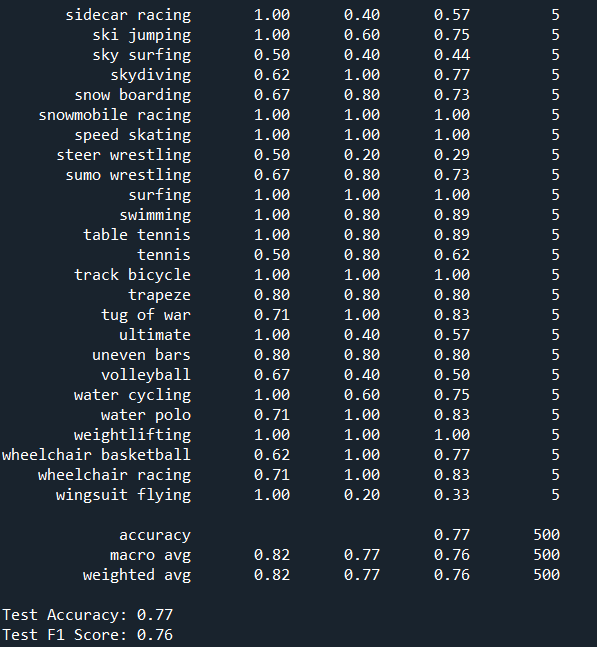 sidecar racing 1.00 0.40 0.57 5
ski jumping 1.00 0.60 0.75 5
sky surfing 0.50 0.40 0.44 5
skydiving 0.62 1.00 0.77 5
snow boarding 0.67 0.80 0.73 5
snowmobile racing 1.00 1.00 1.00 5
speed skating 1.00 1.00 1.00 5
steer wrestling 0.50 0.20 0.29 5
sumo wrestling 0.67 0.80 0.73 5
surfing 1.00 1.00 1.00 5
swimming 1.00 0.80 0.89 5
table tennis 1.00 0.80 0.89 5
tennis 0.50 0.80 0.62 5
track bicycle 1.00 1.00 1.00 5
trapeze 0.80 0.80 0.80 5
tug of war 0.71 1.00 0.83 5
ultimate 1.00 0.40 0.57 5
uneven bars 0.80 0.80 0.80 5
volleyball 0.67 0.40 0.50 5
water cycling 1.00 0.60 0.75 5
water polo 0.71 1.00 0.83 5
weightlifting 1.00 1.00 1.00 5
wheelchair basketball 0.62 1.00 0.77 5
wheelchair racing 0.71 1.00 0.83 5
wingsuit flying 1.00 0.20 0.33 5
accuracy 0.77 500
macro avg 0.82 0.77 0.76 500
weighted avg 0.82 0.77 0.76 500
Test Accuracy: 0.77
Test F1 Score: 0.76